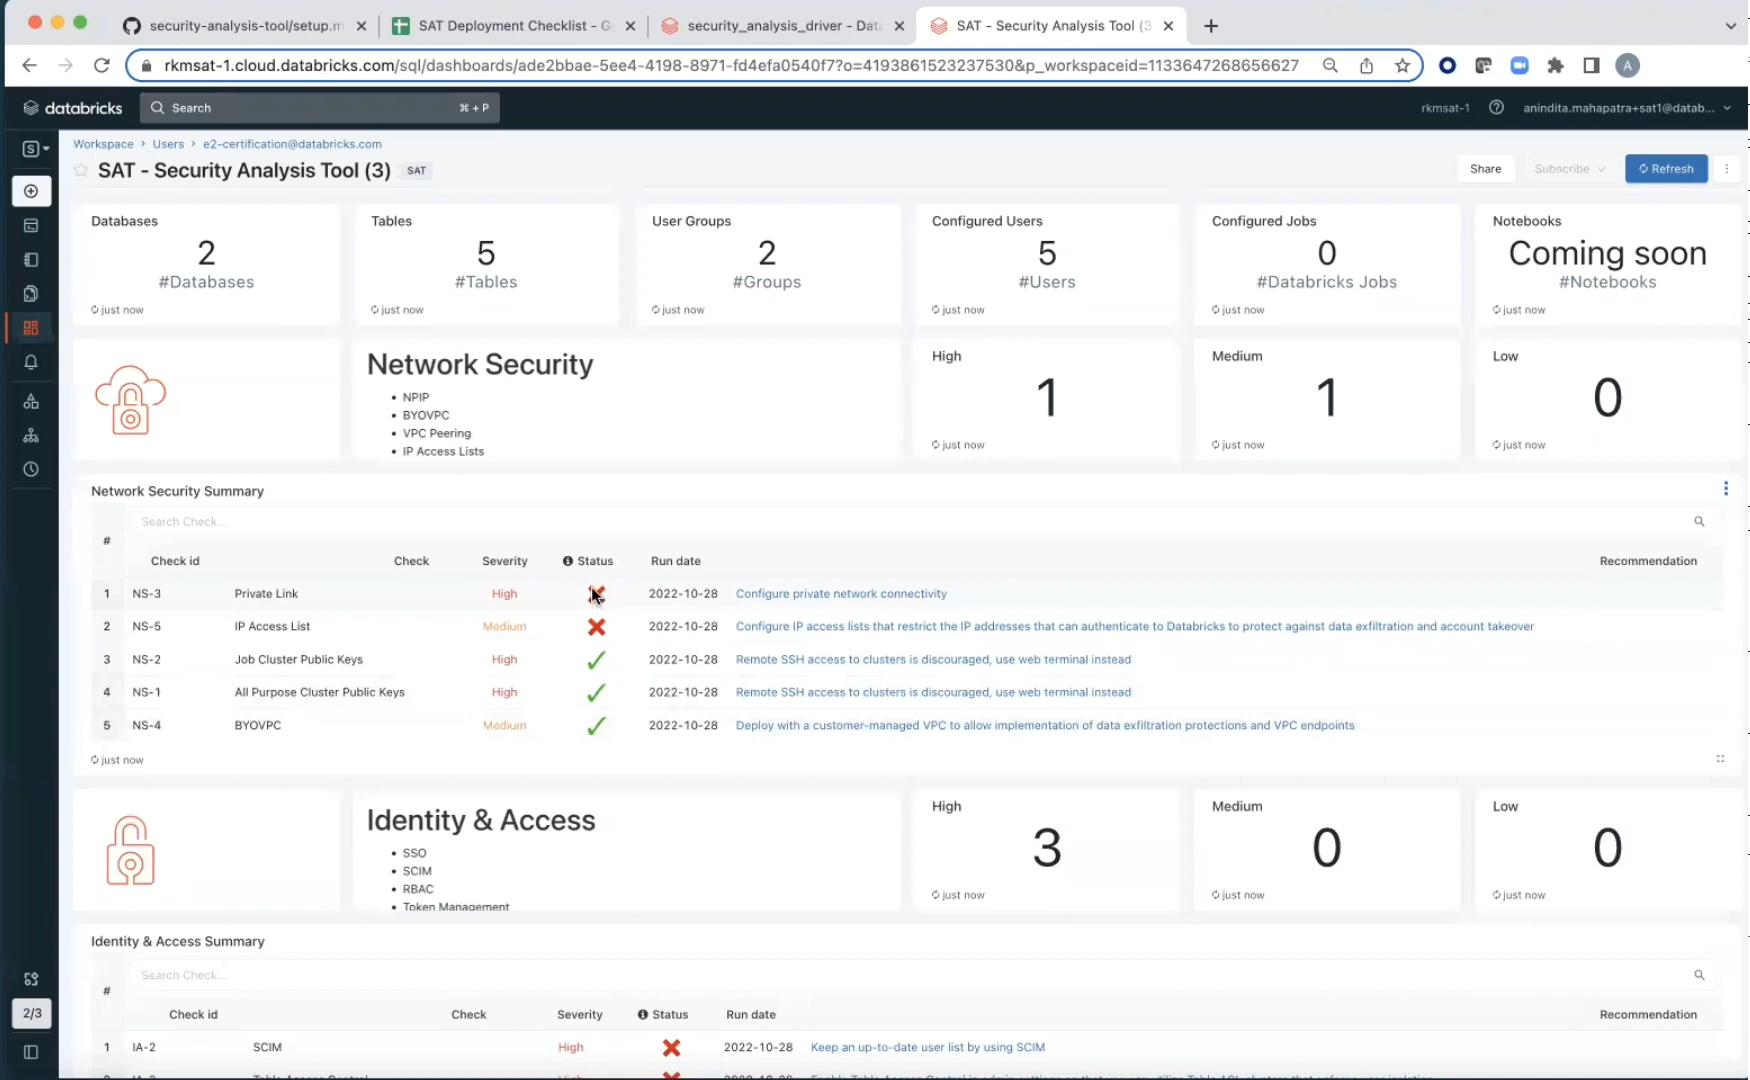 security-analysis-tool/setup.m
SAT Deployment Checklist - G
security_analysis_driver - Data
SAT - Security Analysis Tool (3
rkmsat-1.cloud.databricks.com/sql/dashboards/ade2bbae-5ee4-4198-8971-fd4efa0540f7?o=4193861523237530&p_workspaceid=1133647268656627
A
databricks
Search
⌘ + P
rkmsat-1
anindita.mahapatra+sat1@datab...
S
Workspace > Users > e2-certification@databricks.com
SAT - Security Analysis Tool (3)
SAT
Share
Subscribe
Refresh
Databases
2
#Databases
just now
Tables
5
#Tables
just now
User Groups
2
#Groups
just now
Configured Users
5
#Users
just now
Configured Jobs
0
#Databricks Jobs
just now
Notebooks
Coming soon
#Notebooks
just now
Network Security
• NPIP
• BYOVPC
• VPC Peering
• IP Access Lists
High
1
just now
Medium
1
just now
Low
0
just now
Network Security Summary
Search Check...
# Check id Check Severity Status Run date Recommendation
1 NS-3 Private Link High 2022-10-28 Configure private network connectivity
2 NS-5 IP Access List Medium 2022-10-28 Configure IP access lists that restrict the IP addresses that can authenticate to Databricks to protect against data exfiltration and account takeover
3 NS-2 Job Cluster Public Keys High 2022-10-28 Remote SSH access to clusters is discouraged, use web terminal instead
4 NS-1 All Purpose Cluster Public Keys High 2022-10-28 Remote SSH access to clusters is discouraged, use web terminal instead
5 NS-4 BYOVPC Medium 2022-10-28 Deploy with a customer-managed VPC to allow implementation of data exfiltration protections and VPC endpoints
just now
Identity & Access
• SSO
• SCIM
• RBAC
• Token Management
High
3
just now
Medium
0
just now
Low
0
just now
Identity & Access Summary
Search Check...
# Check id Check Severity Status Run date Recommendation
1 IA-2 SCIM High 2022-10-28 Keep an up-to-date user list by using SCIM
2/3